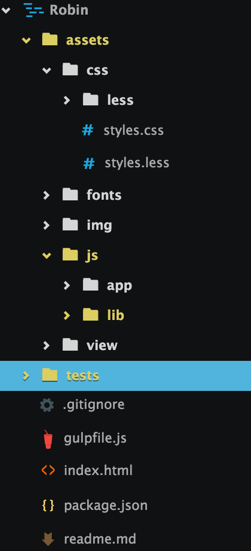 Robin
assets
css
less
styles.css
styles.less
fonts
img
js
app
lib
view
tests
.gitignore
gulpfile.js
index.html
package.json
readme.md